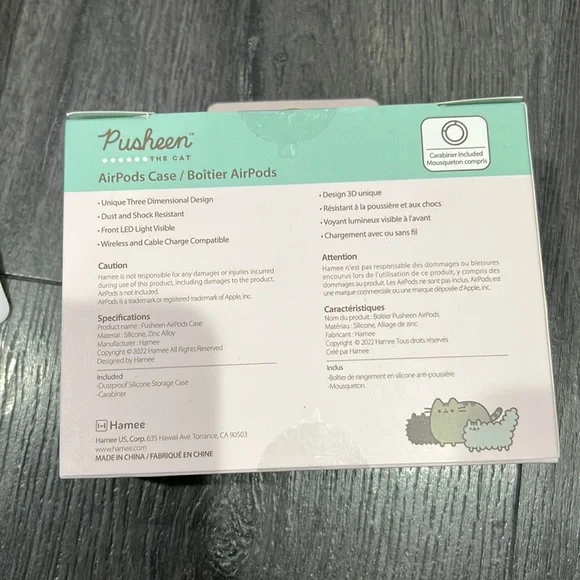 Pusheen™
THE CAT
Carabiner Included
Mousqueton compris
AirPods Case / Boîtier AirPods
• Unique Three Dimensional Design
• Dust and Shock Resistant
• Front LED Light Visible
• Wireless and Cable Charge Compatible
Caution
Hamee is not responsible for any damages or injuries incurred
during use of this product, including damages to the product.
AirPods is not Included.
AirPods is a trademark or registered trademark of Apple, Inc.
Specifications
Product name : Pusheen AirPods Case
Material : Silicone, Zinc Alloy
Manufacturer : Hamee
Copyright © 2022 Hamee All Rights Reserved
Designed by Hamee
Included
-Dustproof Silicone Storage Case
-Carabiner
• Design 3D unique
• Résistant à la poussière et aux chocs
• Voyant lumineux visible à l'avant
• Chargement avec ou sans fil
Attention
Hamee n'est pas responsable des dommages ou blessures
encourus lors de l'utilisation de ce produit, y compris des
dommages au produit. Les AirPods ne sont pas inclus. AirPods est
une marque commerciale ou une marque déposée d'Apple, inc.
Caractéristiques
Nom du produit : Boîtier Pusheen AirPods
Matériau : Silicone, Alliage de zinc
Fabricant : Hamee
Copyright © 2022 Hamee Tous droits réservés
Créé par Hamee
Inclus
-Boîtier de rangement en silicone anti-poussière
-Mousqueton
Hamee
Hamee US, Corp. 635 Hawaii Ave. Torrance, CA 90503
www.hamee.com
MADE IN CHINA / FABRIQUÉ EN CHINE